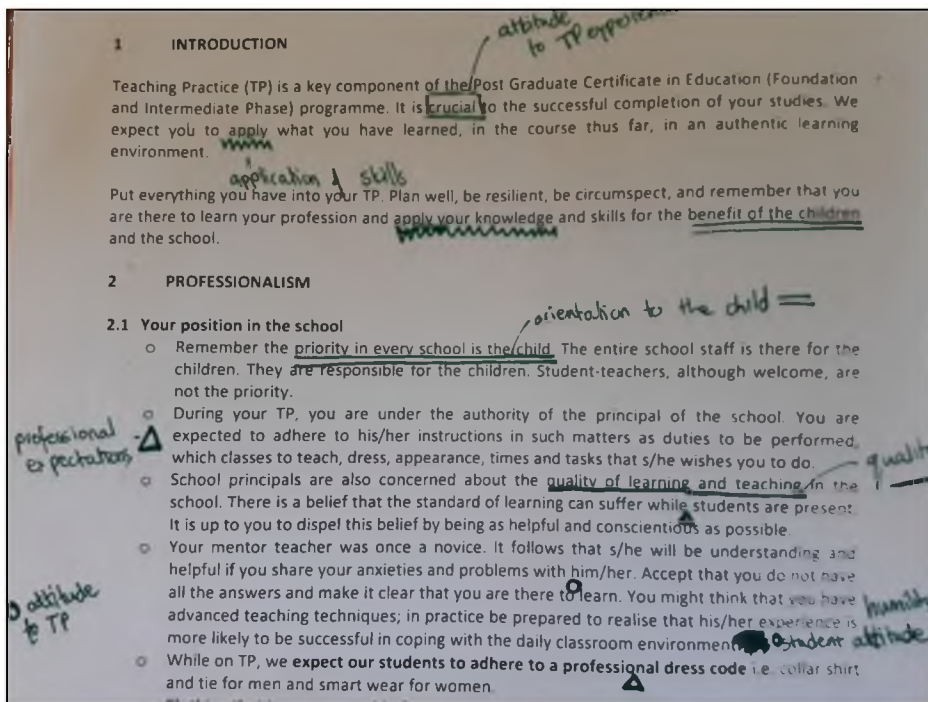 attitude
to TP
1 INTRODUCTION
Teaching Practice (TP) is a key component of the Post Graduate Certificate in Education (Foundation
and Intermediate Phase) programme. It is crucial to the successful completion of your studies. We
expect you to apply what you have learned, in the course thus far, in an authentic learning
environment.
application & skills
Put everything you have into your TP. Plan well, be resilient, be circumspect, and remember that you
are there to learn your profession and apply your knowledge and skills for the benefit of the children
and the school.
2 PROFESSIONALISM
orientation to the child =
2.1 Your position in the school
○ Remember the priority in every school is the child. The entire school staff is there for the
children. They are responsible for the children. Student-teachers, although welcome, are
not the priority.
○ During your TP, you are under the authority of the principal of the school. You are
professional expectations
expected to adhere to his/her instructions in such matters as duties to be performed,
which classes to teach, dress, appearance, times and tasks that s/he wishes you to do.
○ School principals are also concerned about the quality of learning and teaching in the
school. There is a belief that the standard of learning can suffer while students are present.
It is up to you to dispel this belief by being as helpful and conscientious as possible.
○ Your mentor teacher was once a novice. It follows that s/he will be understanding and
helpful if you share your anxieties and problems with him/her. Accept that you do not have
attitude to TP
all the answers and make it clear that you are there to learn. You might think that you have
advanced teaching techniques; in practice be prepared to realise that his/her experience is
more likely to be successful in coping with the daily classroom environment
student attitude
○ While on TP, we expect our students to adhere to a professional dress code i.e. collar shirt
and tie for men and smart wear for women.